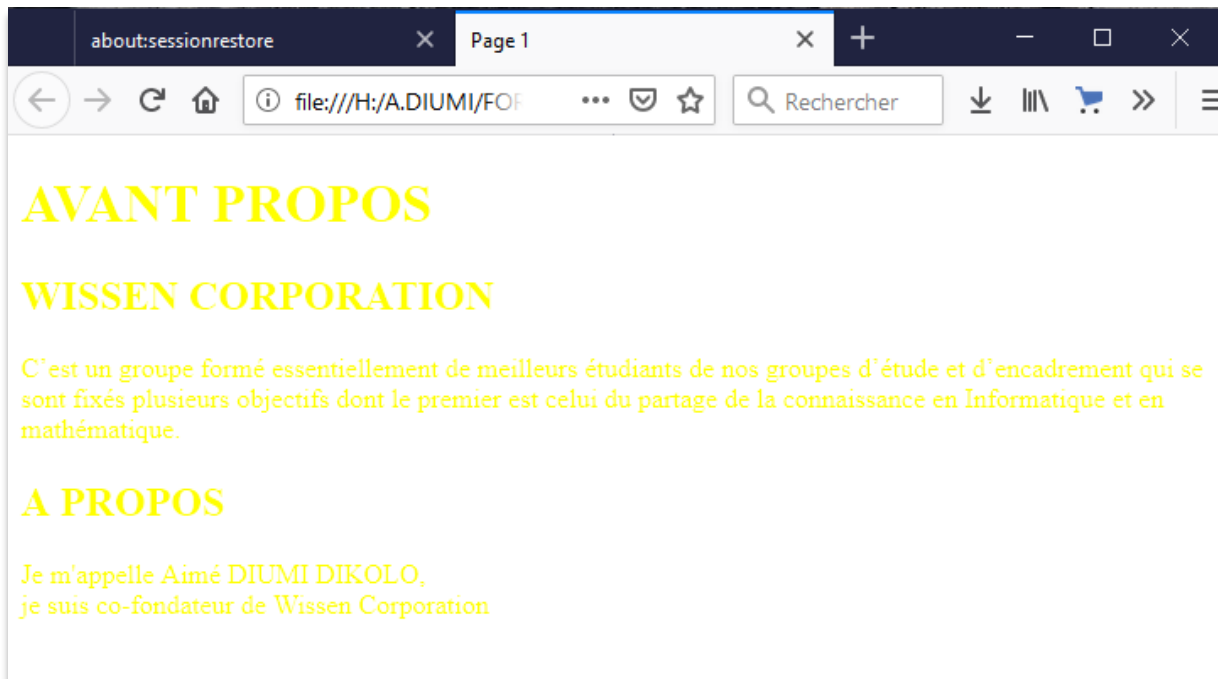 about:sessionrestore
Page 1
file:///H:/A.DIUMI/FOR
Rechercher
AVANT PROPOS
WISSEN CORPORATION
C’est un groupe formé essentiellement de meilleurs étudiants de nos groupes d’étude et d’encadrement qui se
sont fixés plusieurs objectifs dont le premier est celui du partage de la connaissance en Informatique et en
mathématique.
A PROPOS
Je m'appelle Aimé DIUMI DIKOLO,
je suis co-fondateur de Wissen Corporation